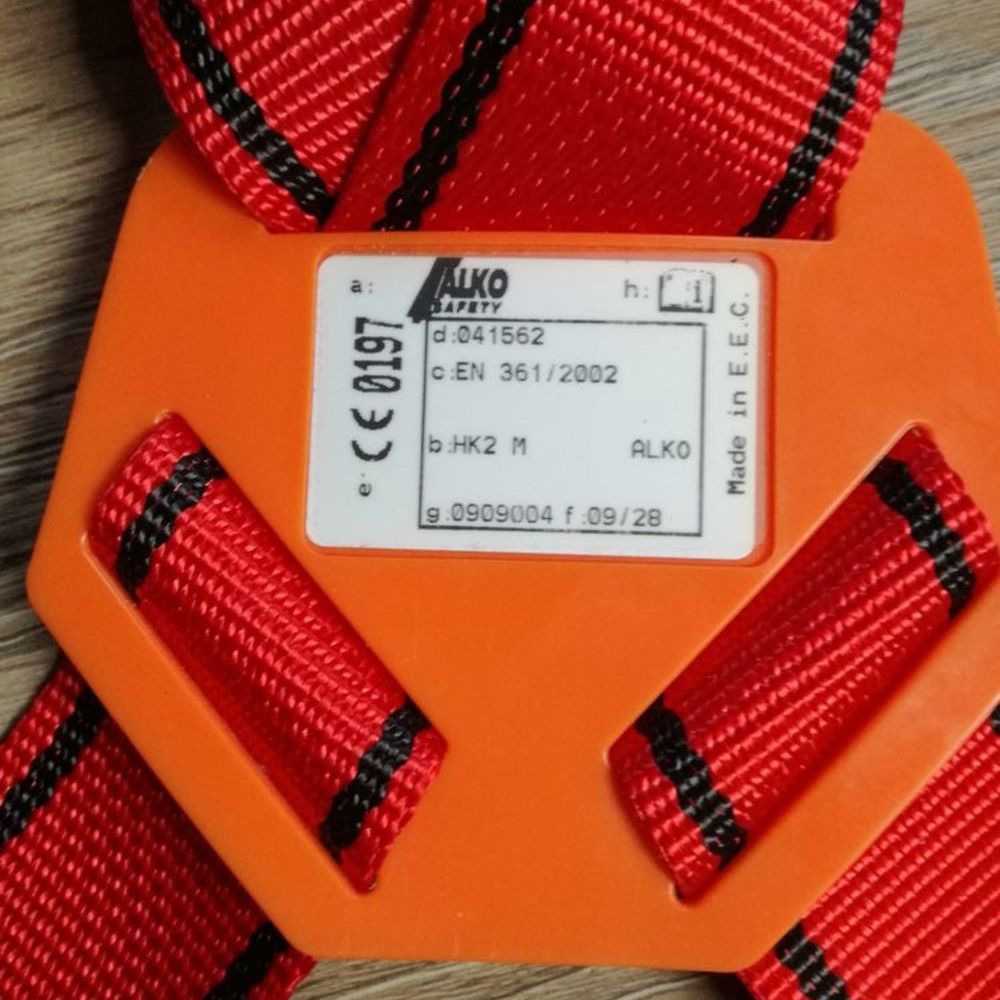 a: ALKO
SAFETY
h: i
d:041562
c:EN 361/2002
b:HK2 M ALKO
g:0909004 f:09/28
e: CE 0197
Made in E.E.G.